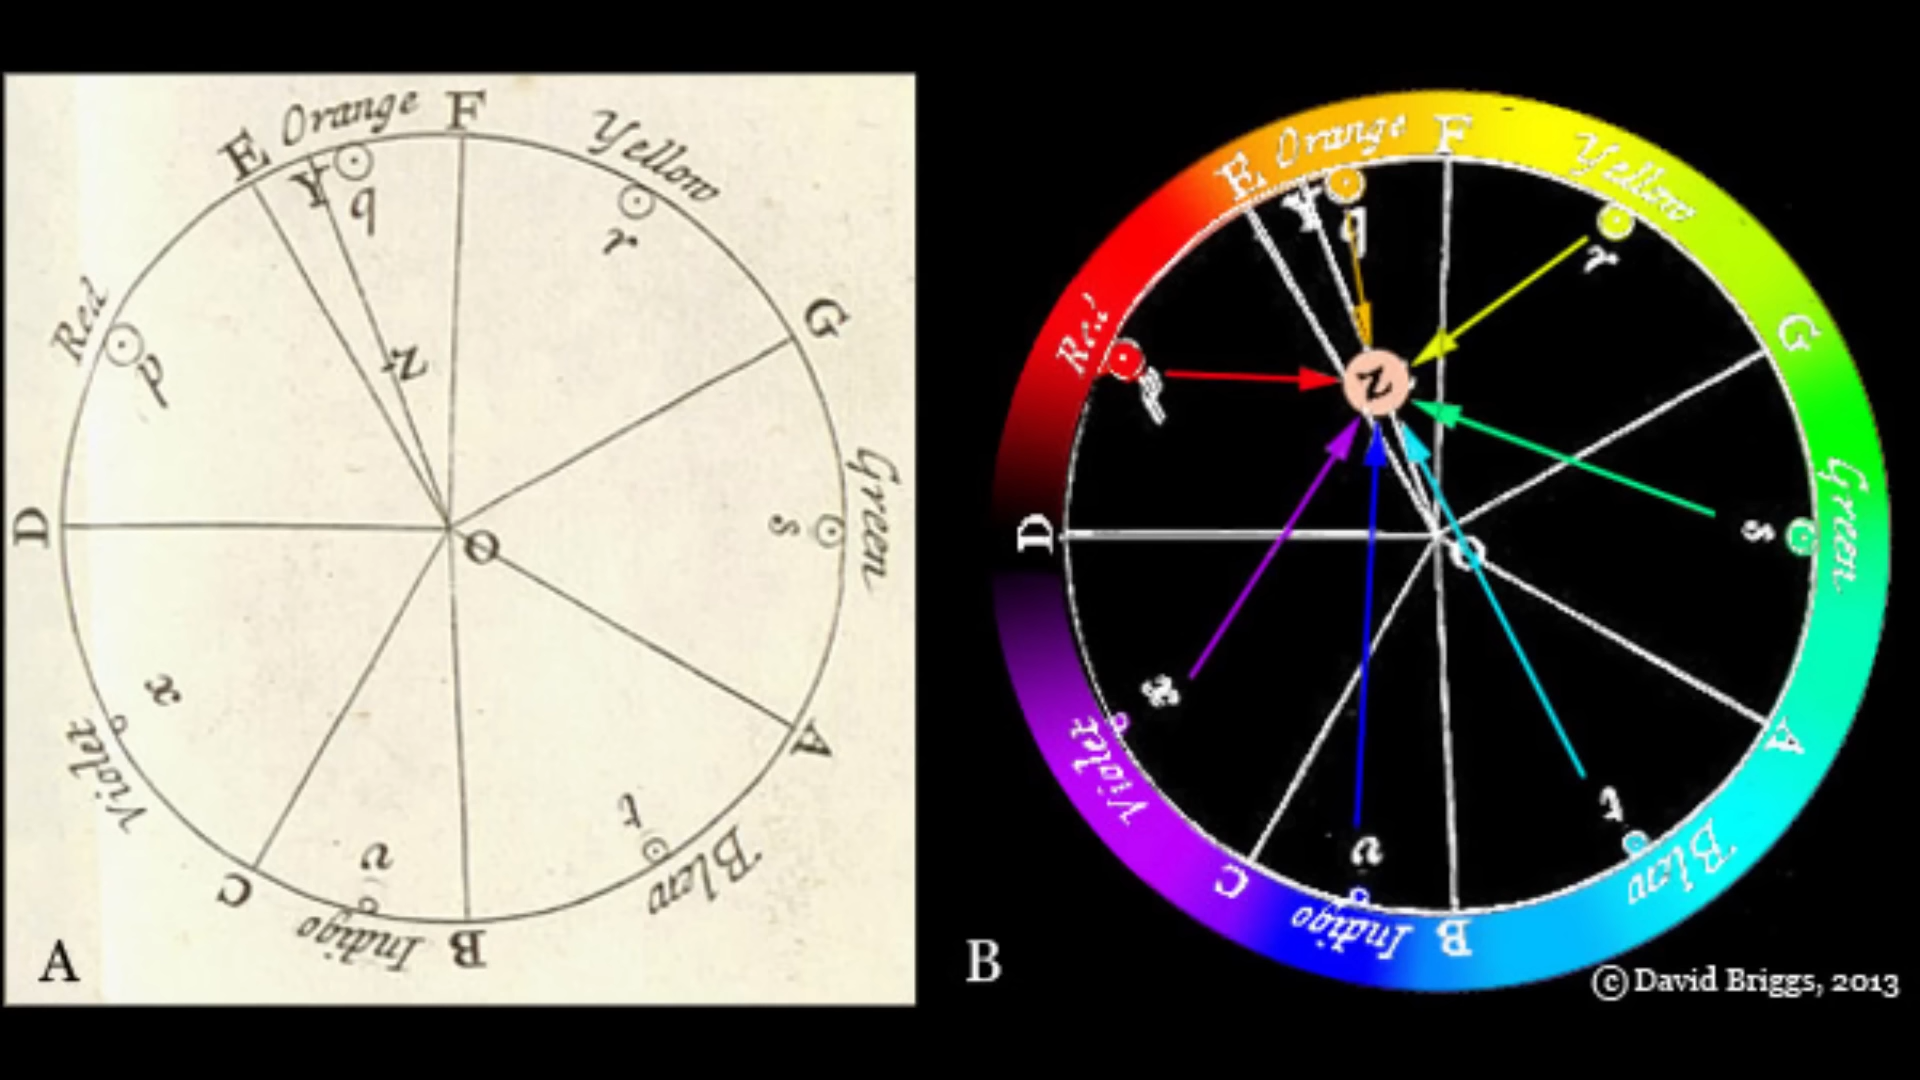 E
Orange
F
Yellow
Y
q
r
G
Red
p
Z
D
O
s
Green
A
x
Violet
t
Blew
v
C
Indigo
B
A
E
Orange
F
Yellow
Y
q
r
G
Red
p
Z
D
O
s
Green
A
x
Violet
t
Blew
v
C
Indigo
B
B
© David Briggs, 2013